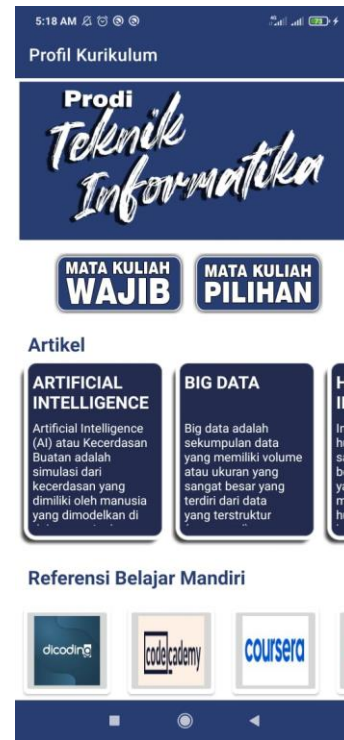 5:18 AM
Profil Kurikulum
Prodi
Teknik
Informatika
MATA KULIAH
WAJIB
MATA KULIAH
PILIHAN
Artikel
ARTIFICIAL
INTELLIGENCE
Artificial Intelligence
(AI) atau Kecerdasan
Buatan adalah
simulasi dari
kecerdasan yang
dimiliki oleh manusia
yang dimodelkan di
BIG DATA
Big data adalah
sekumpulan data
yang memiliki volume
atau ukuran yang
sangat besar yang
terdiri dari data
yang terstruktur
Referensi Belajar Mandiri
dicoding
codecademy
coursera